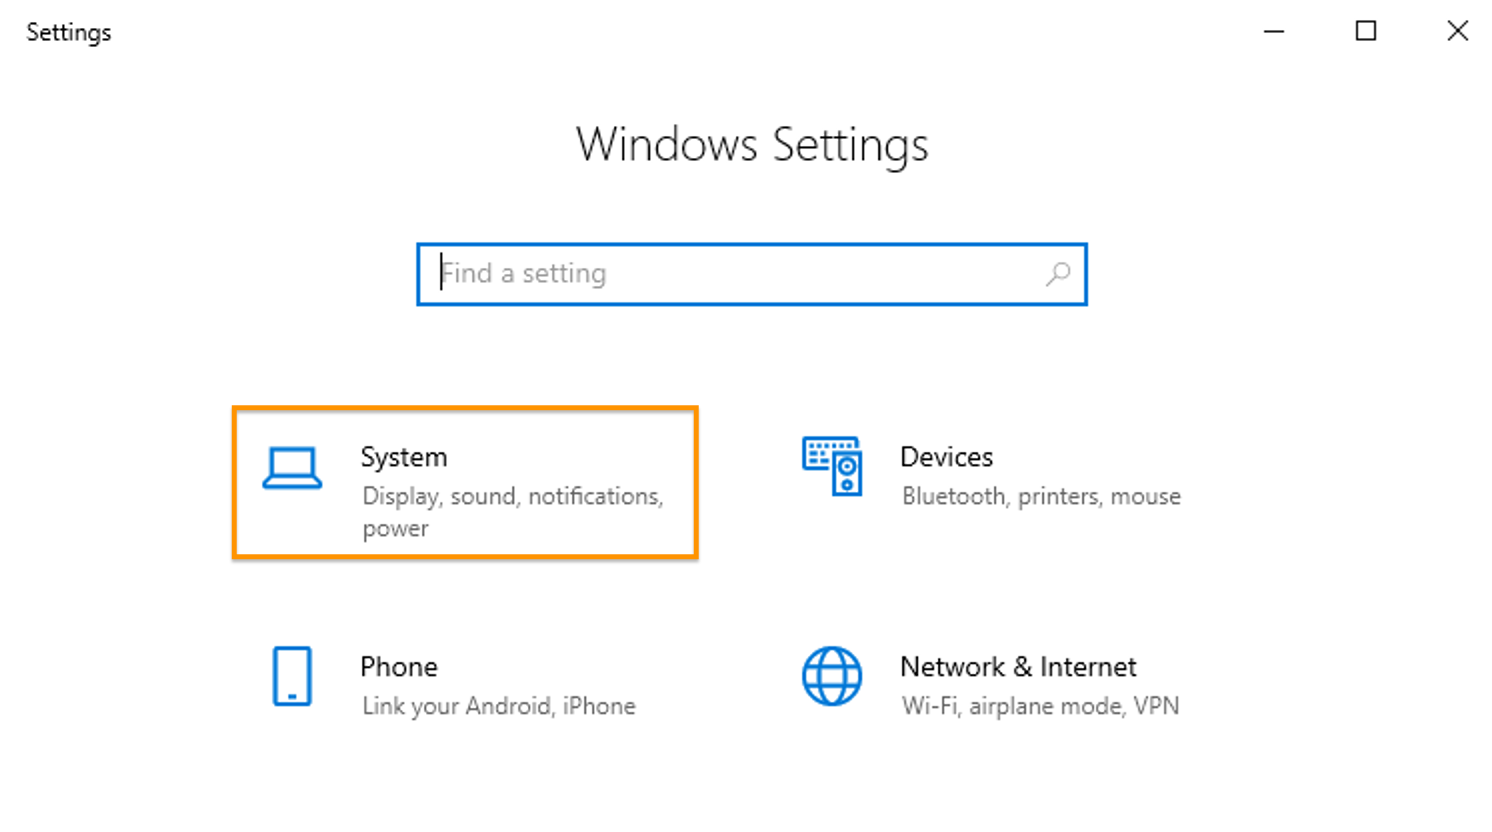 Settings
Windows Settings
Find a setting
System
Display, sound, notifications,
power
Devices
Bluetooth, printers, mouse
Phone
Link your Android, iPhone
Network & Internet
Wi-Fi, airplane mode, VPN